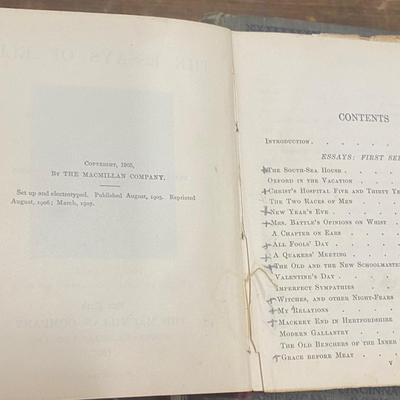 Copyright, 1905,
By THE MACMILLAN COMPANY.
Set up and electrotyped. Published August, 1905. Reprinted
August, 1906; March, 1907.
CONTENTS
Introduction
ESSAYS: FIRST SE
The South-Sea House
Oxford in the Vacation
Christ's Hospital Five and Thirty Ye
The Two Races of Men
New Year's Eve
Mrs. Battle's Opinions on Whist
A Chapter on Ears
All Fools' Day
A Quakers' Meeting
The Old and the New Schoolmaster
Valentine's Day
Imperfect Sympathies
Witches, and other Night-Fears
My Relations
Mackery End in Hertfordshire
Modern Gallantry
The Old Benchers of the Inner
Grace before Meat
v
CINCINNA